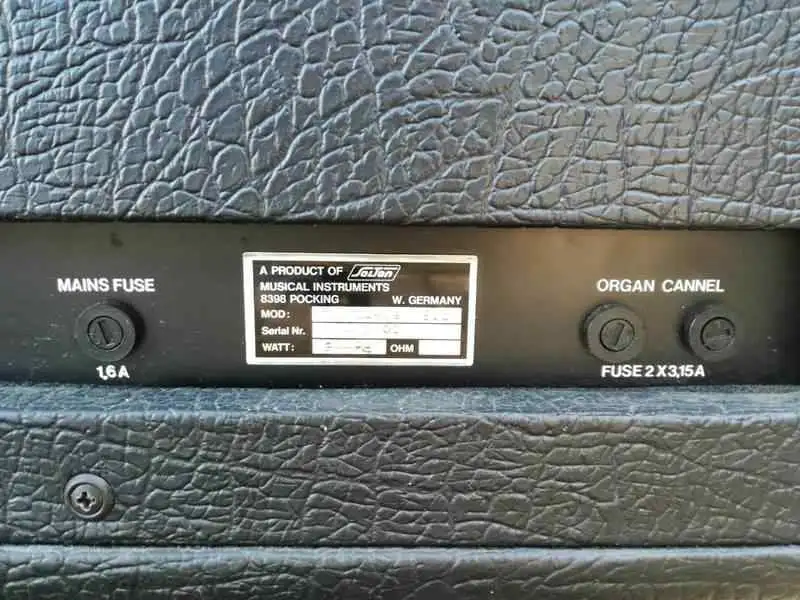 MAINS FUSE
1,6 A
A PRODUCT OF Solton
MUSICAL INSTRUMENTS
8398 POCKING W. GERMANY
MOD:
Serial Nr.
WATT: OHM
ORGAN CANNEL
FUSE 2 X 3,15 A